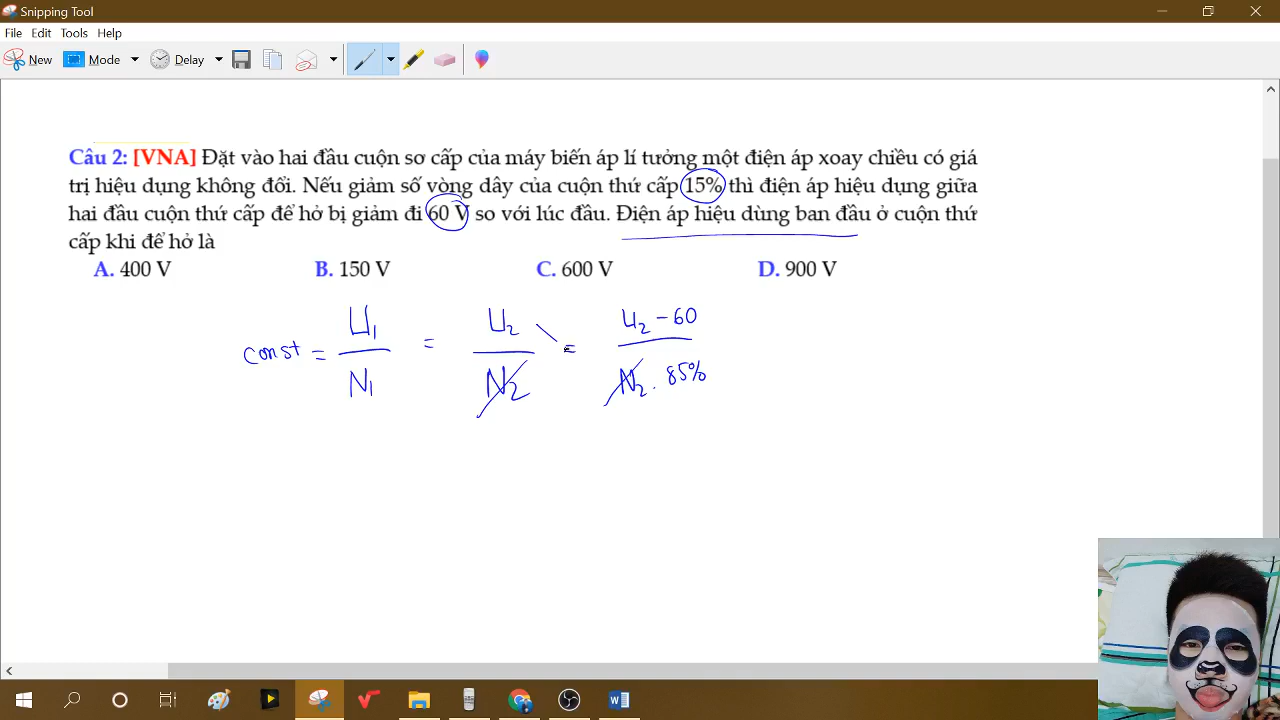 Snipping Tool
File Edit Tools Help
New Mode Delay
Câu 2: [VNA] Đặt vào hai đầu cuộn sơ cấp của máy biến áp lí tưởng một điện áp xoay chiều có giá
trị hiệu dụng không đổi. Nếu giảm số vòng dây của cuộn thứ cấp 15% thì điện áp hiệu dụng giữa
hai đầu cuộn thứ cấp để hở bị giảm đi 60 V so với lúc đầu. Điện áp hiệu dùng ban đầu ở cuộn thứ
cấp khi để hở là
A. 400 V B. 150 V C. 600 V D. 900 V
const = U₁/N₁ = U₂/N₂ = U₂ - 60/N₂ . 85%